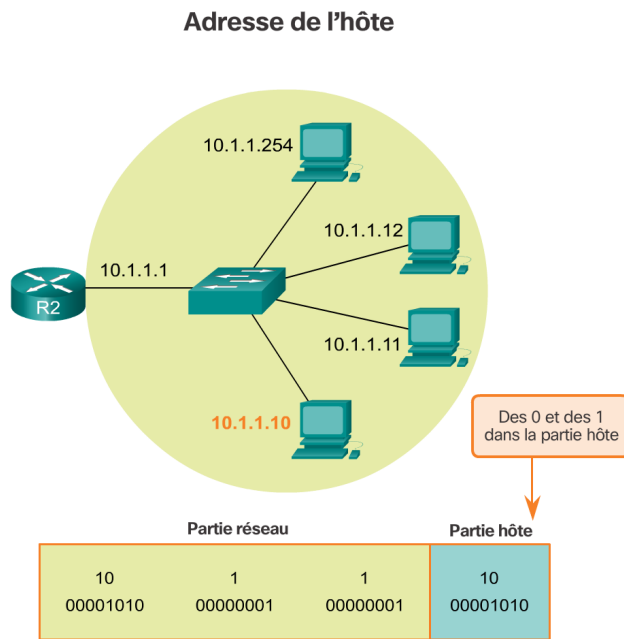 Adresse de l'hôte
10.1.1.254
10.1.1.12
10.1.1.1
R2
10.1.1.11
10.1.1.10
Des 0 et des 1
dans la partie hôte
Partie réseau Partie hôte
10 1 1 10
00001010 00000001 00000001 00001010